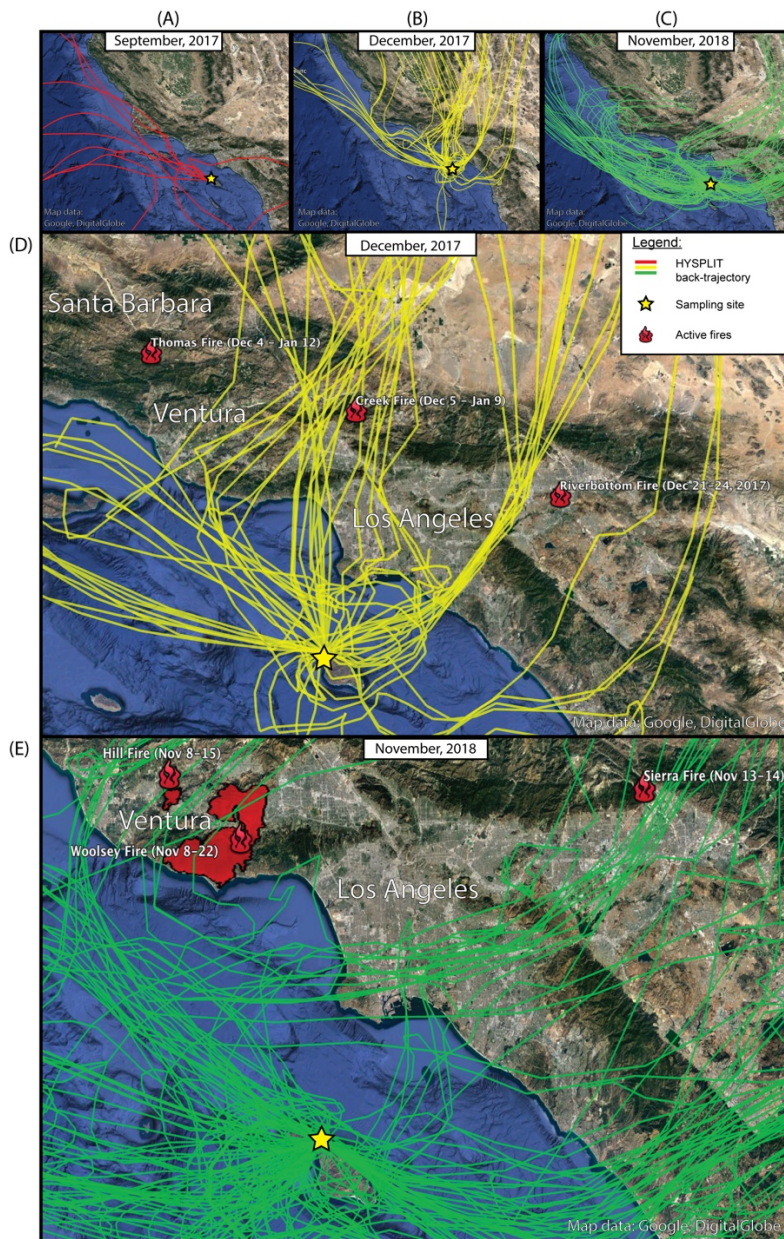 (A)
(B)
(C)
September, 2017
December, 2017
November, 2018
Map data:
Google, DigitalGlobe
Map data:
Google, DigitalGlobe
Map data:
Google, DigitalGlobe
(D)
December, 2017
Legend:
HYSPLIT
back-trajectory
Sampling site
Active fires
Santa Barbara
Thomas Fire (Dec 4 - Jan 12)
Ventura
Creek Fire (Dec 5 - Jan 9)
Riverbottom Fire (Dec 21-24, 2017)
Los Angeles
Map data: Google, DigitalGlobe
(E)
November, 2018
Hill Fire (Nov 8-15)
Sierra Fire (Nov 13-14)
Ventura
Woolsey Fire (Nov 8-22)
Los Angeles
Map data: Google, DigitalGlobe